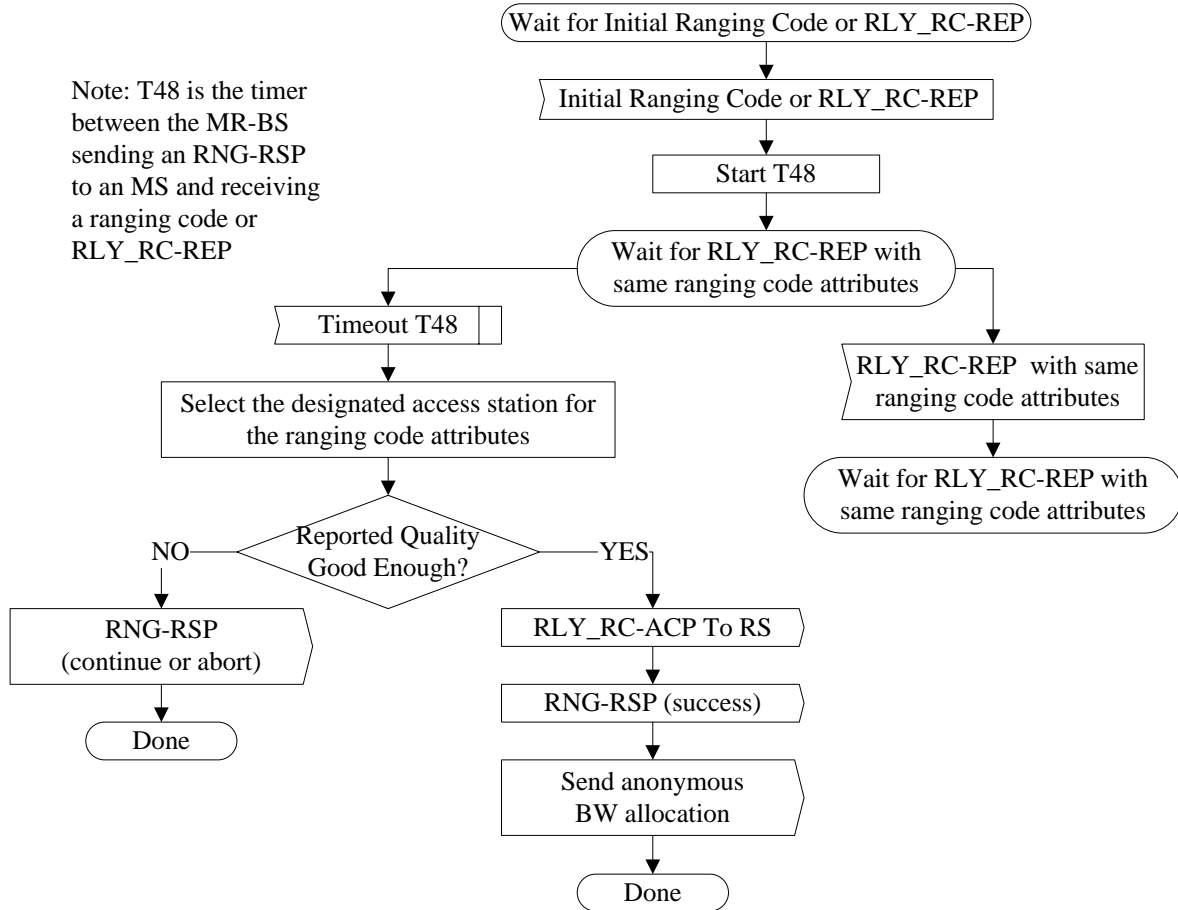 Wait for Initial Ranging Code or RLY_RC-REP
Note: T48 is the timer
between the MR-BS
sending an RNG-RSP
to an MS and receiving
a ranging code or
RLY_RC-REP
Initial Ranging Code or RLY_RC-REP
Start T48
Wait for RLY_RC-REP with
same ranging code attributes
Timeout T48
RLY_RC-REP with same
ranging code attributes
Select the designated access station for
the ranging code attributes
Wait for RLY_RC-REP with
same ranging code attributes
Reported Quality
Good Enough?
NO
YES
RNG-RSP
(continue or abort)
Done
RLY_RC-ACP To RS
RNG-RSP (success)
Send anonymous
BW allocation
Done